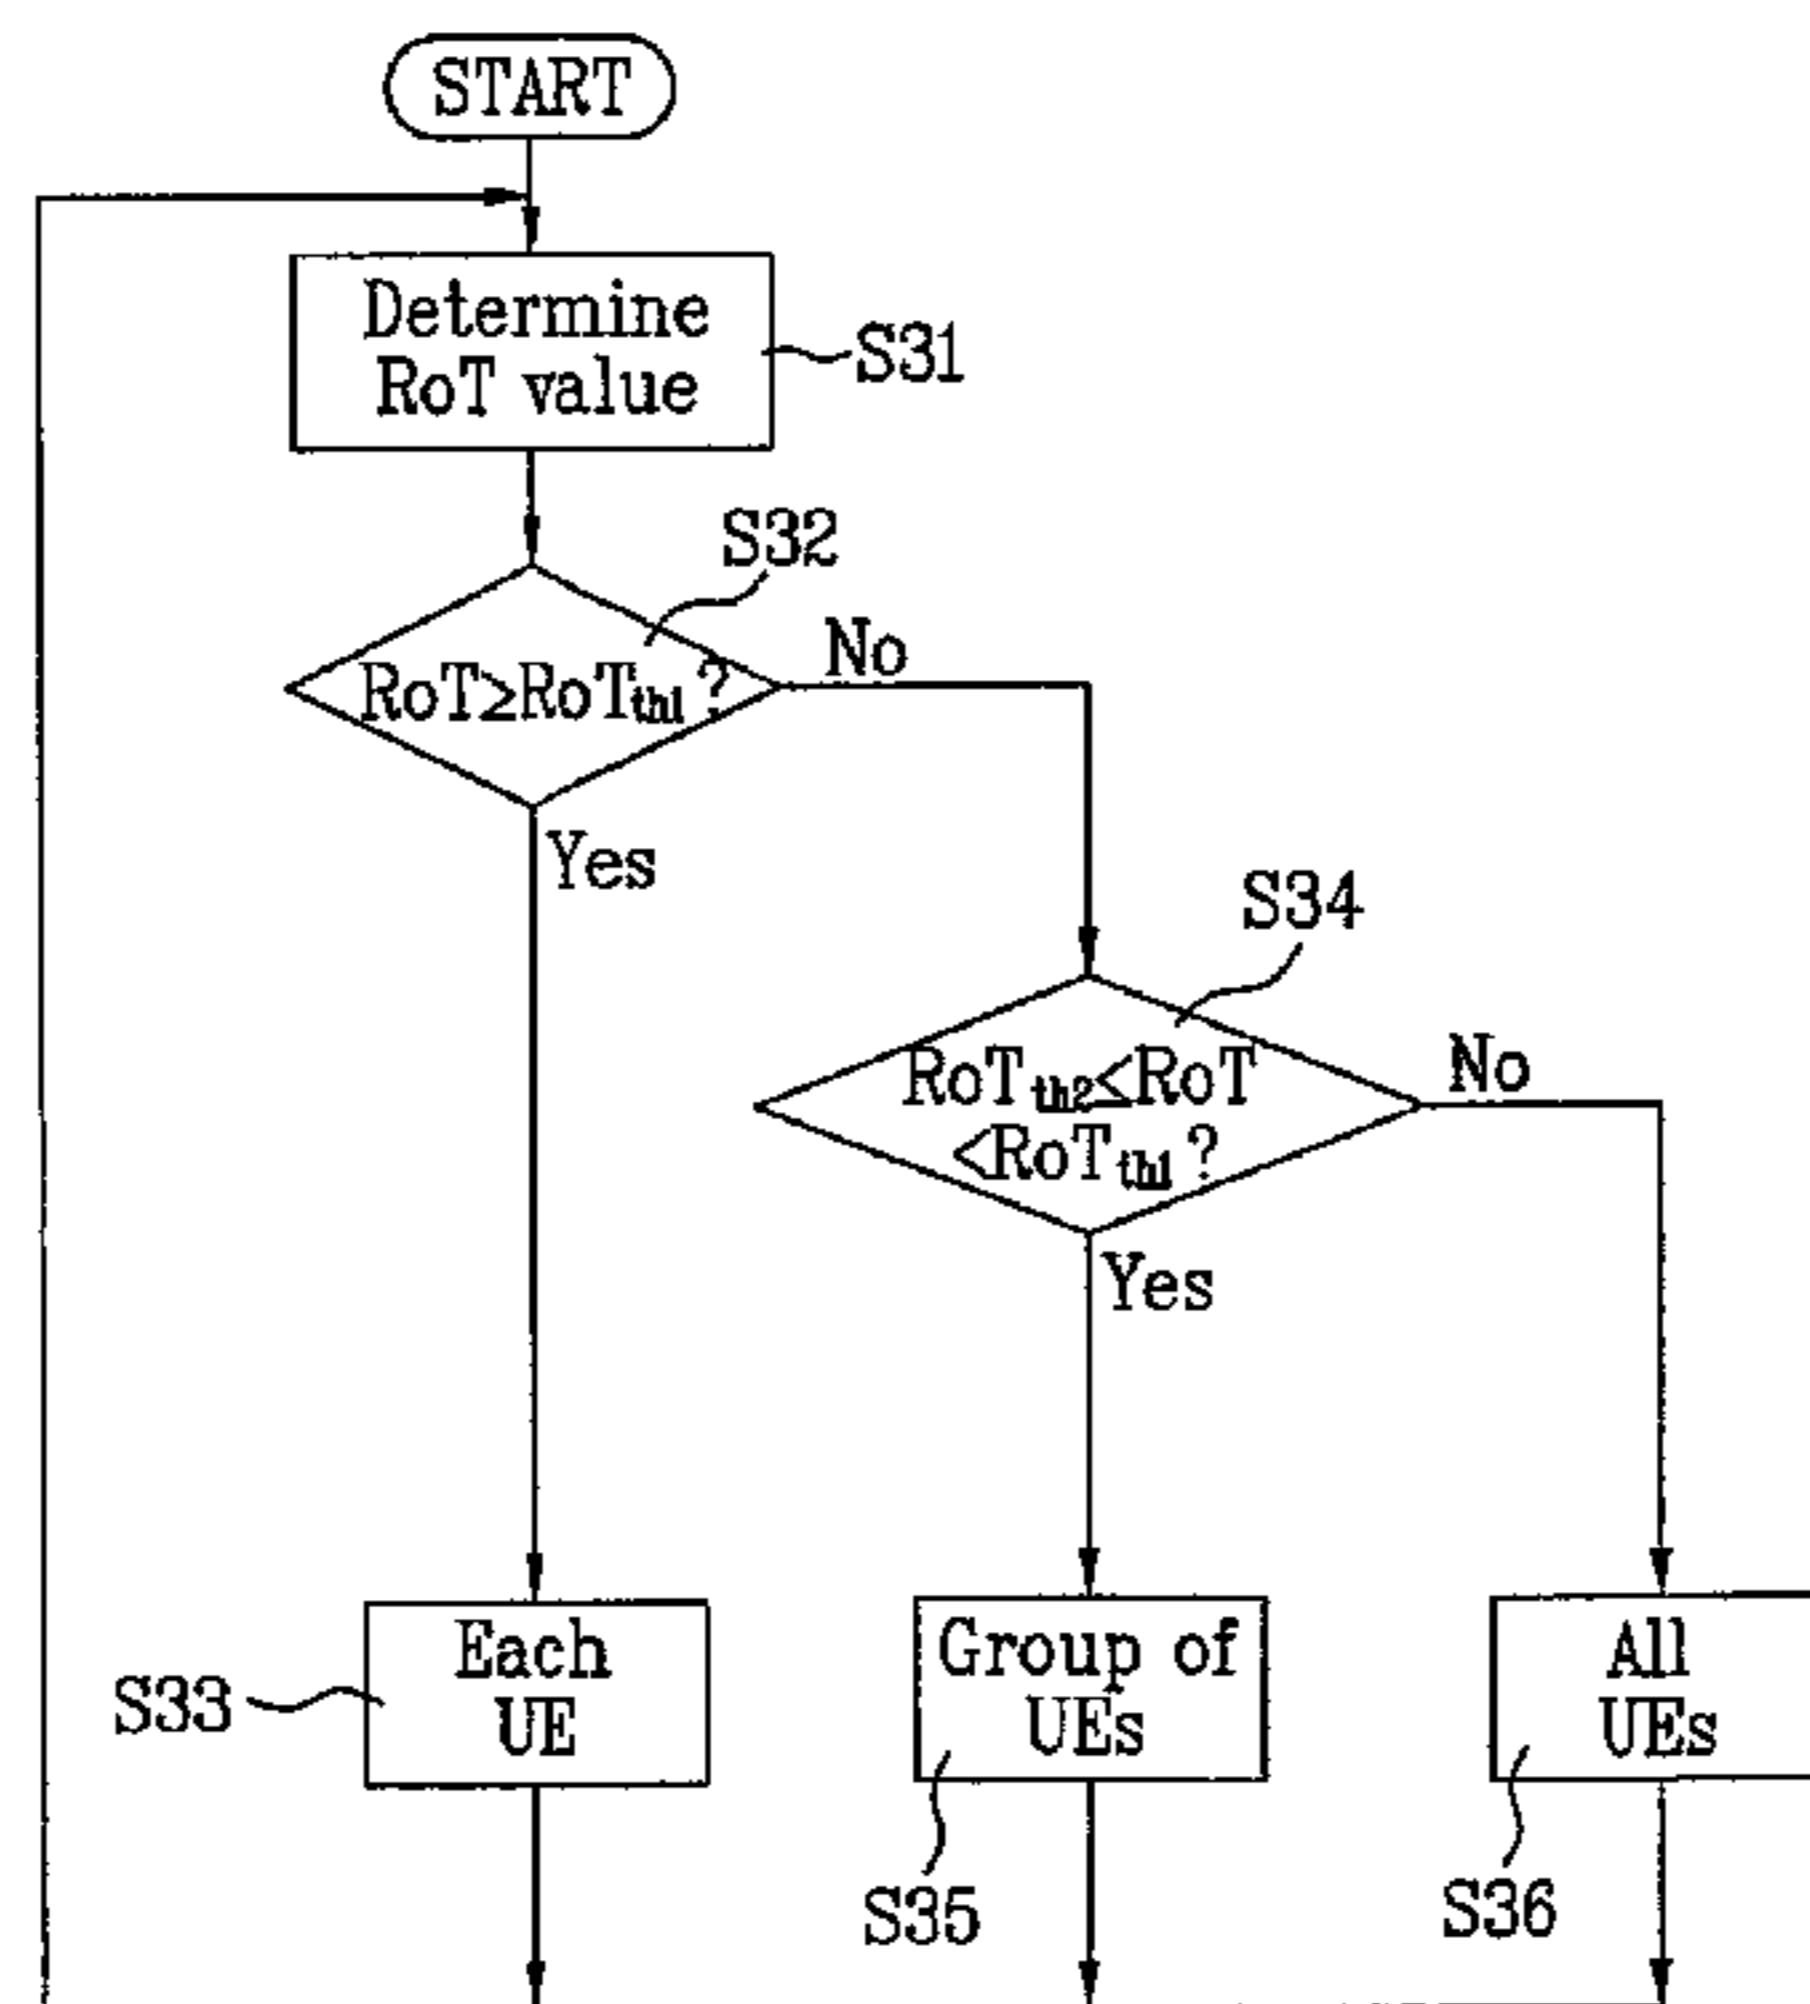 START
Determine
RoT value
S31
S32
RoT≥RoTth1 ?
No
Yes
S34
RoTth2≤RoT
<RoTth1 ?
No
Yes
Each
UE
S33
Group of
UEs
S35
All
UEs
S36